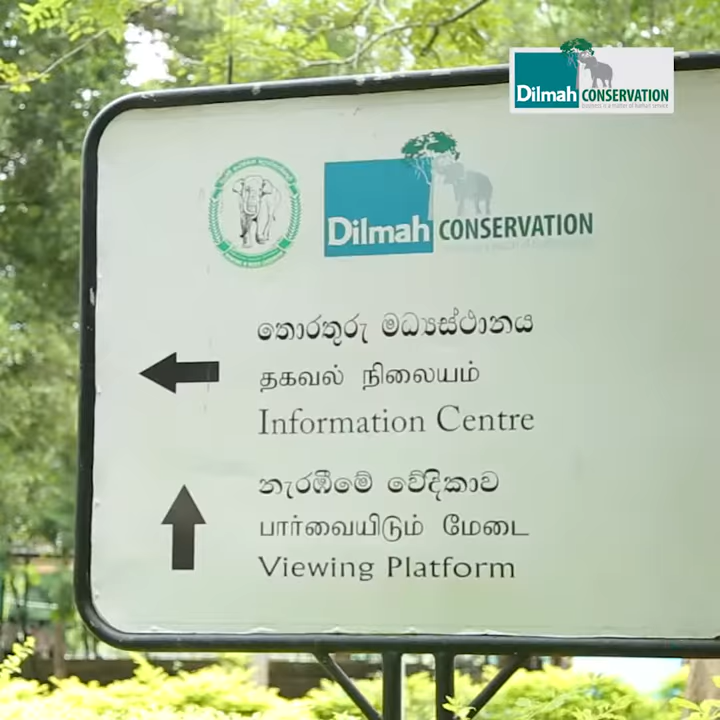 Dilmah CONSERVATION
Dilmah CONSERVATION
තොරතුරු මධ්‍යස්ථානය
தகவல் நிலையம்
Information Centre
නැරඹීමේ වේදිකාව
பார்வையிடும் மேடை
Viewing Platform